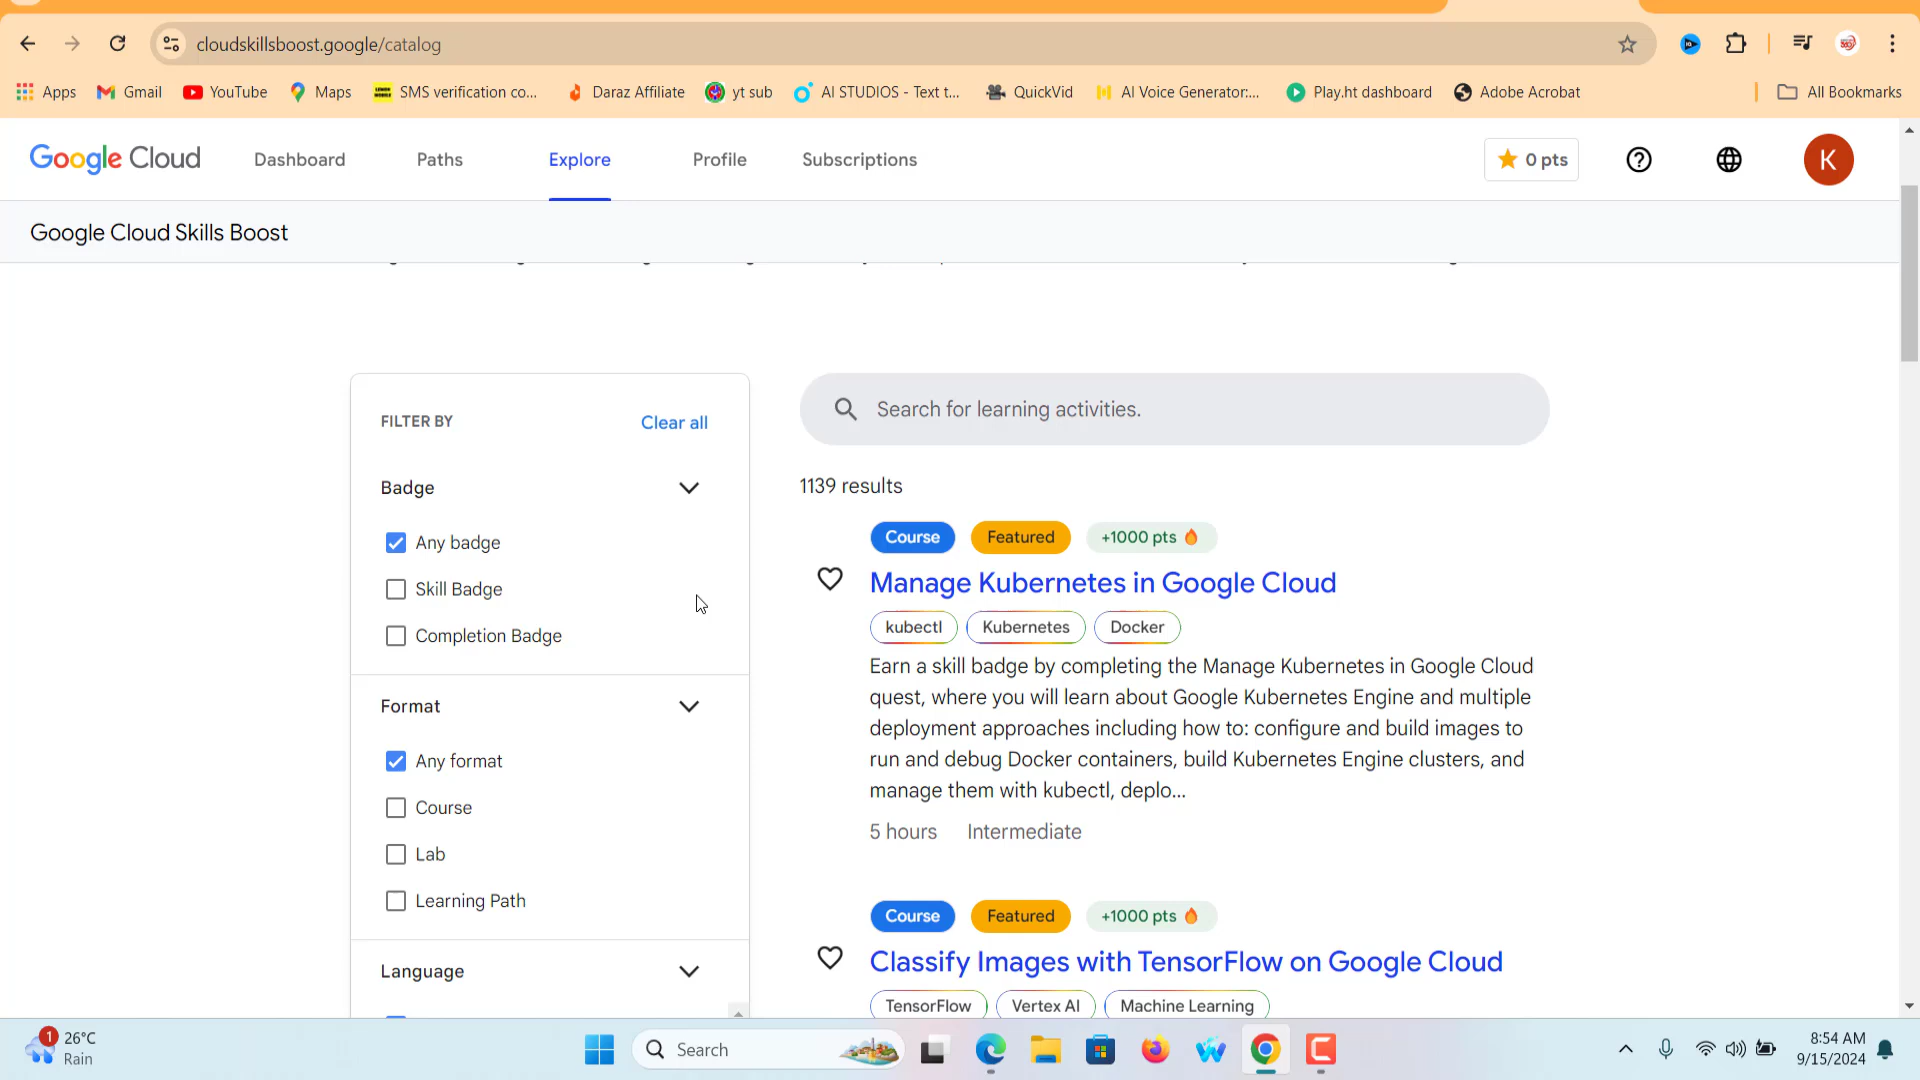 cloudskillsboost.google/catalog
Apps
Gmail
YouTube
Maps
SMS verification co...
Daraz Affiliate
yt sub
AI STUDIOS - Text t...
QuickVid
AI Voice Generator:...
Play.ht dashboard
Adobe Acrobat
All Bookmarks
Google Cloud
Dashboard
Paths
Explore
Profile
Subscriptions
0 pts
K
Google Cloud Skills Boost
FILTER BY
Clear all
Badge
Any badge
Skill Badge
Completion Badge
Format
Any format
Course
Lab
Learning Path
Language
Search for learning activities.
1139 results
Course
Featured
+1000 pts
Manage Kubernetes in Google Cloud
kubectl
Kubernetes
Docker
Earn a skill badge by completing the Manage Kubernetes in Google Cloud
quest, where you will learn about Google Kubernetes Engine and multiple
deployment approaches including how to: configure and build images to
run and debug Docker containers, build Kubernetes Engine clusters, and
manage them with kubectl, deplo...
5 hours
Intermediate
Course
Featured
+1000 pts
Classify Images with TensorFlow on Google Cloud
TensorFlow
Vertex AI
Machine Learning
1
26°C
Rain
Search
8:54 AM
9/15/2024